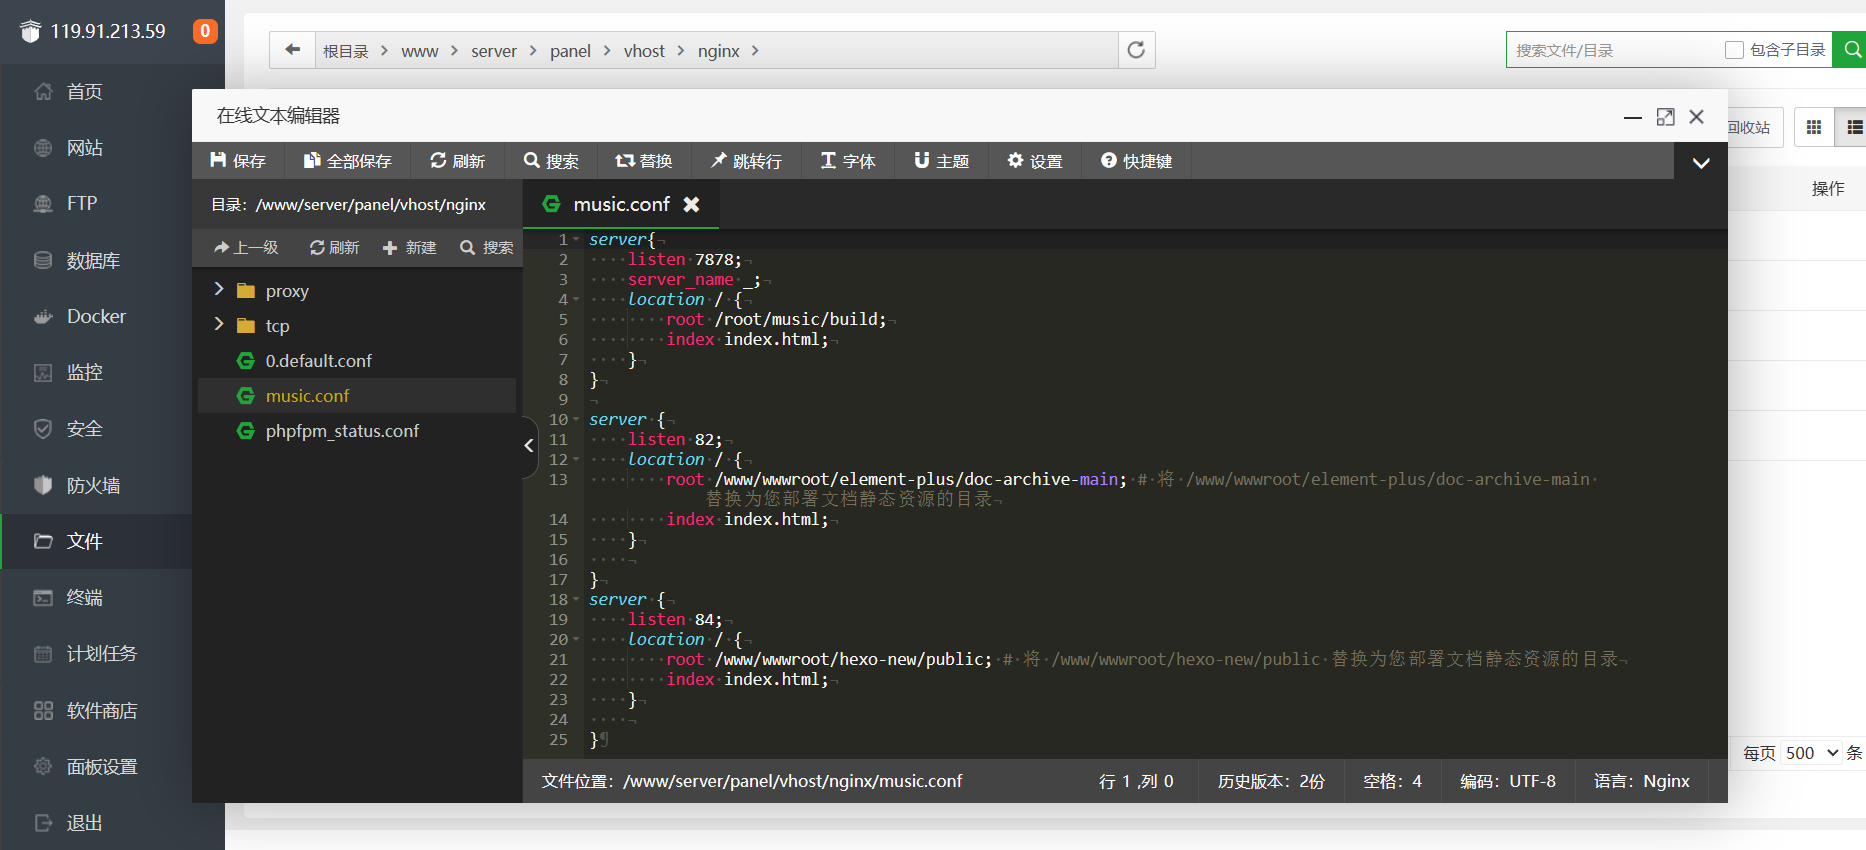 119.91.213.59
0
首页
网站
FTP
数据库
Docker
监控
安全
防火墙
文件
终端
计划任务
软件商店
面板设置
退出
根目录 www server panel vhost nginx
搜索文件/目录
包含子目录
回收站
操作
每页 500 条
在线文本编辑器
保存 全部保存 刷新 搜索 替换 跳转行 字体 主题 设置 快捷键
目录：/www/server/panel/vhost/nginx
上一级 刷新 新建 搜索
proxy
tcp
0.default.conf
music.conf
phpfpm_status.conf
music.conf
1 server{
2     listen 7878;
3     server_name _;
4     location / {
5         root /root/music/build;
6         index index.html;
7     }
8 }
9
10 server {
11     listen 82;
12     location / {
13         root /www/wwwroot/element-plus/doc-archive-main; # 将 /www/wwwroot/element-plus/doc-archive-main
替换为您部署文档静态资源的目录
14         index index.html;
15     }
16
17 }
18 server {
19     listen 84;
20     location / {
21         root /www/wwwroot/hexo-new/public; # 将 /www/wwwroot/hexo-new/public 替换为您部署文档静态资源的目录
22         index index.html;
23     }
24
25 }
文件位置：/www/server/panel/vhost/nginx/music.conf
行 1 ,列 0
历史版本：2份
空格：4
编码：UTF-8
语言：Nginx